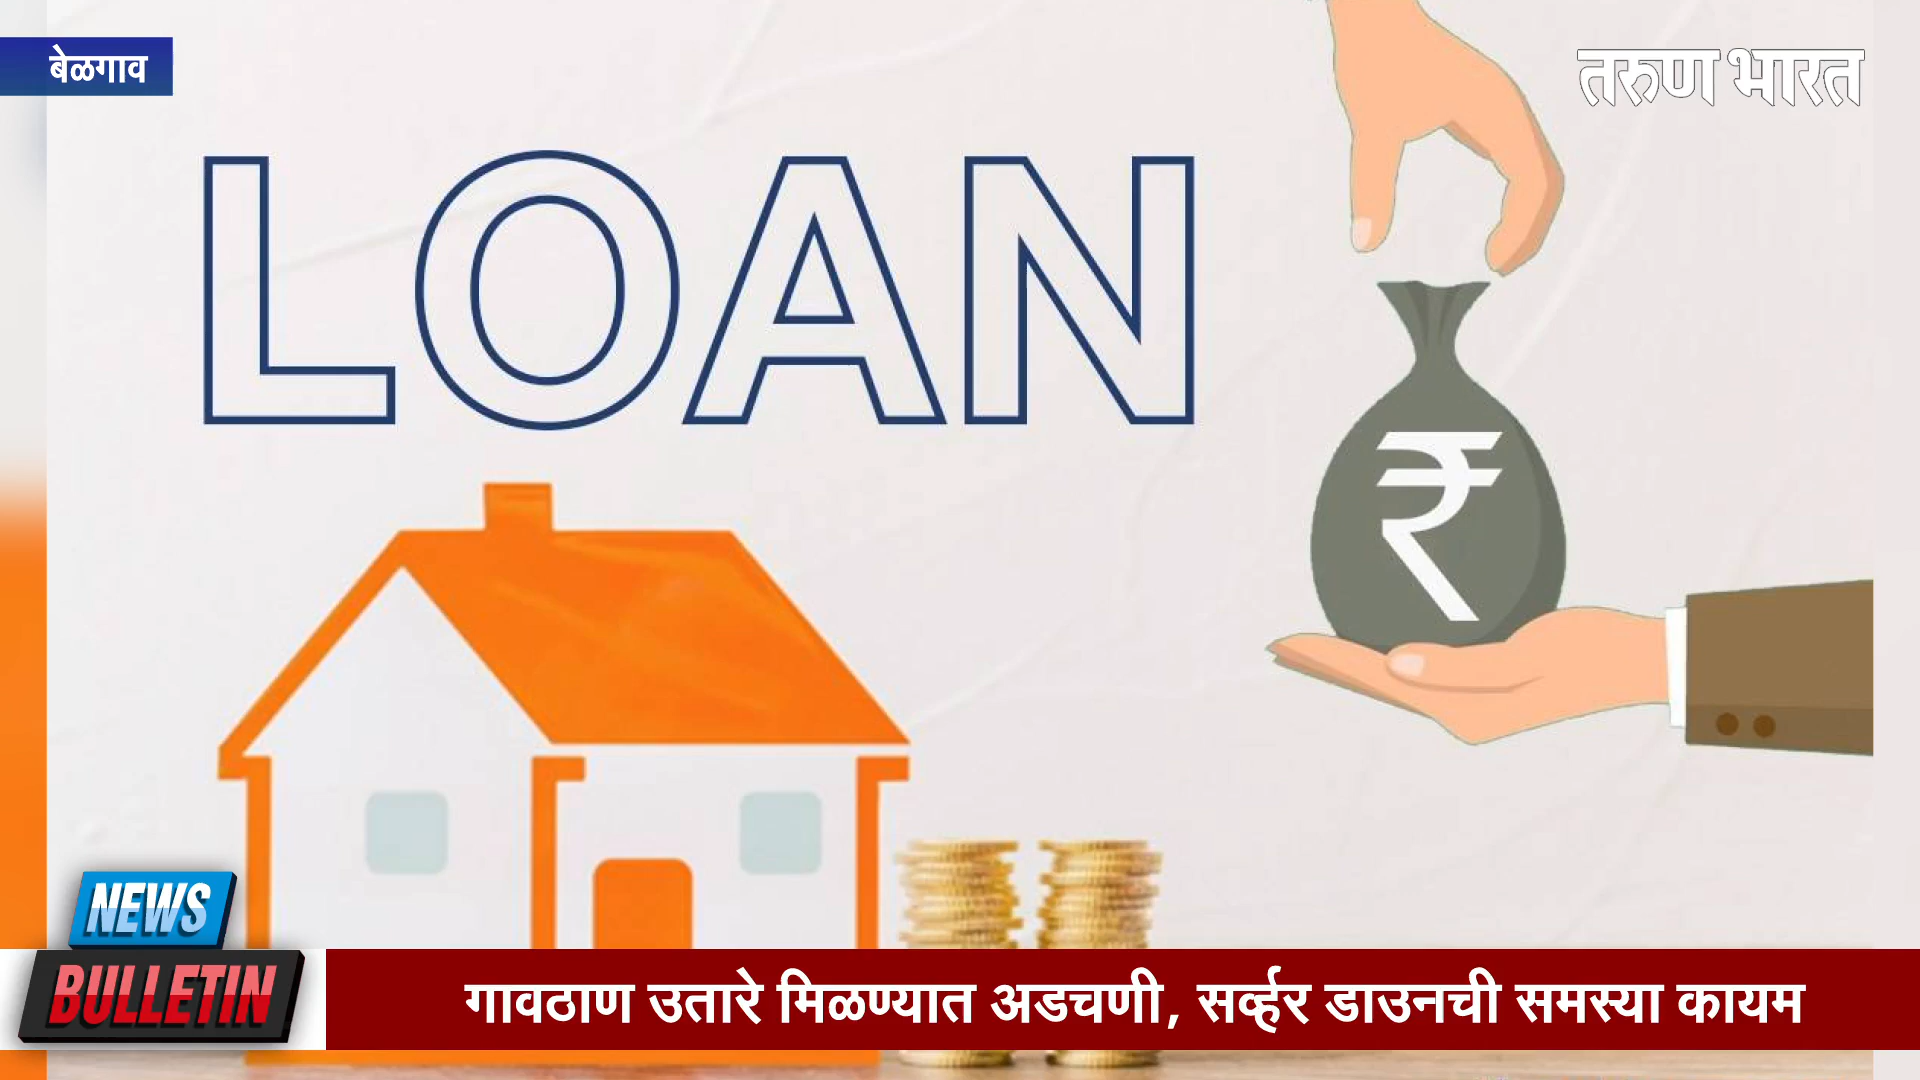 बेळगाव
तरुण भारत
LOAN
₹
NEWS
BULLETIN
गावठाण उतारे मिळण्यात अडचणी, सर्व्हर डाउनची समस्या कायम